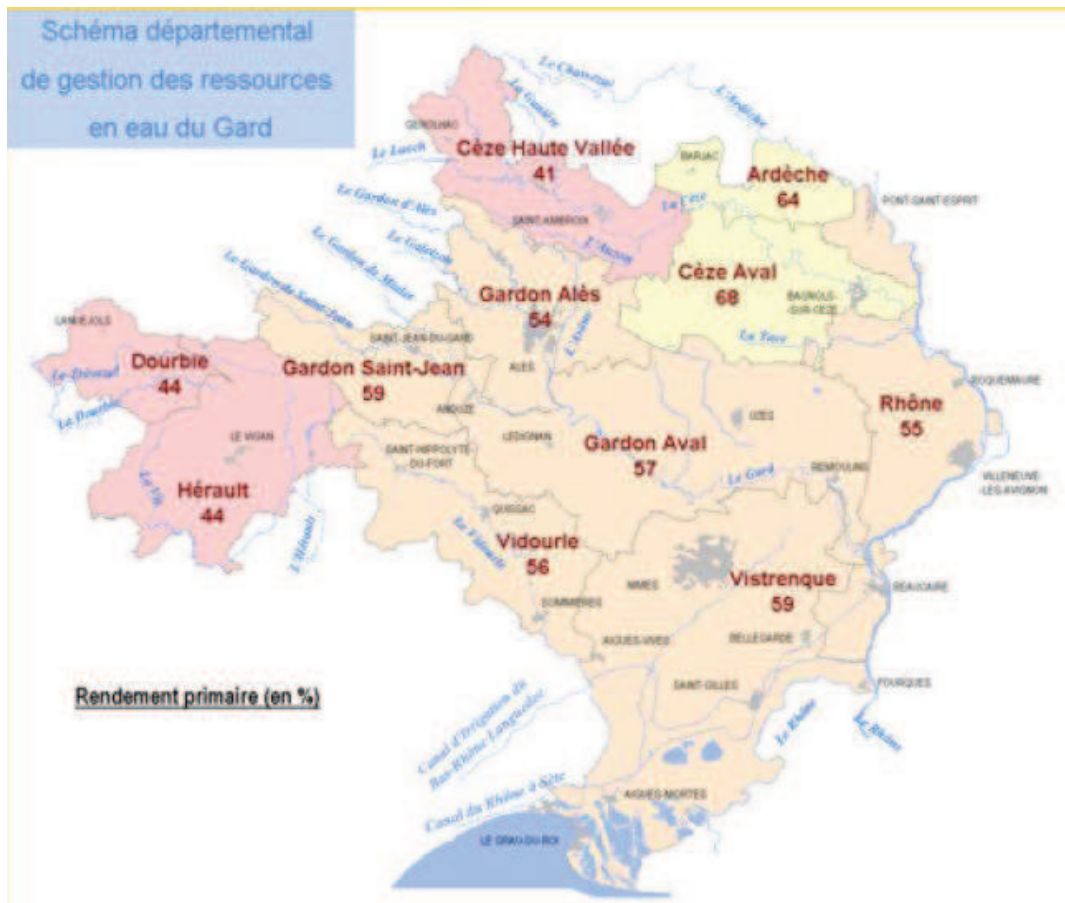 Schéma départemental
de gestion des ressources
en eau du Gard
Le Chassezac
L'Ardèche
La Ganière
GENOLHAC
Le Luech
Cèze Haute Vallée
41
BARJAC
Ardèche
64
Le Gardon d'Alès
La Cèze
PONT-SAINT-ESPRIT
SAINT-AMBROIX
L'Auzon
Le Galeizon
Le Gardon de Mialet
Le Gardon de Saint-Jean
Cèze Aval
68
BAGNOLS-
SUR-CEZE
Gardon Alès
54
LANUEJOLS
SAINT-JEAN-DU-GARD
La Tave
Dourbie
44
Gardon Saint-Jean
59
ALES
ROQUEMAURE
La Dourbie
ANDUZE
Rhône
55
UZES
LE VIGAN
LEDIGNAN
Gardon Aval
57
SAINT-HIPPOLYTE-
DU-FORT
Le Gard
REMOULINS
VILLENEUVE-
LES-AVIGNON
Hérault
44
La Vis
L'Hérault
QUISSAC
Le Vidourle
Vidourle
56
NIMES
Vistrenque
59
BEAUCAIRE
SOMMIERES
AIGUES-VIVES
BELLEGARDE
SAINT-GILLES
FOURQUES
Rendement primaire (en %)
Le Rhône
Le Rhône
Canal d'Irrigation du
Bas-Rhône Languedoc
Canal du Rhône à Sète
AIGUES-MORTES
LE GRAU-DU-ROI